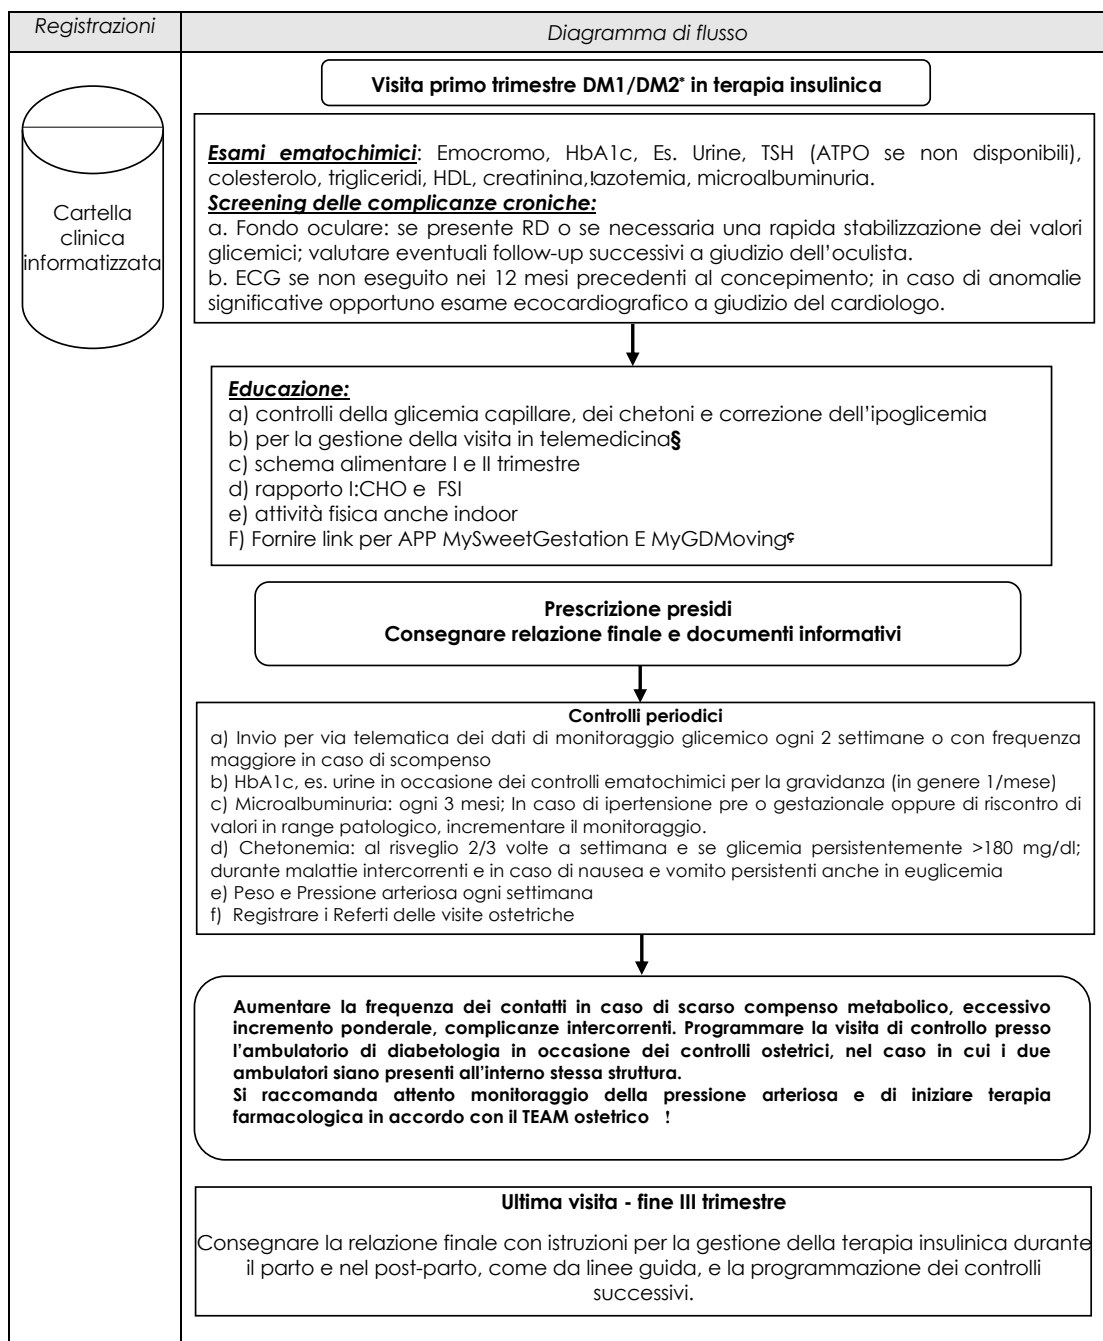 Registrazioni
Diagramma di flusso
Cartella
clinica
informatizzata
Visita primo trimestre DM1/DM2* in terapia insulinica
Esami ematochimici: Emocromo, HbA1c, Es. Urine, TSH (ATPO se non disponibili),
colesterolo, trigliceridi, HDL, creatinina,!azotemia, microalbuminuria.
Screening delle complicanze croniche:
a. Fondo oculare: se presente RD o se necessaria una rapida stabilizzazione dei valori
glicemici; valutare eventuali follow-up successivi a giudizio dell'oculista.
b. ECG se non eseguito nei 12 mesi precedenti al concepimento; in caso di anomalie
significative opportuno esame ecocardiografico a giudizio del cardiologo.
Educazione:
a) controlli della glicemia capillare, dei chetoni e correzione dell'ipoglicemia
b) per la gestione della visita in telemedicina§
c) schema alimentare I e II trimestre
d) rapporto I:CHO e FSI
e) attività fisica anche indoor
F) Fornire link per APP MySweetGestation E MyGDMovingç
Prescrizione presidi
Consegnare relazione finale e documenti informativi
Controlli periodici
a) Invio per via telematica dei dati di monitoraggio glicemico ogni 2 settimane o con frequenza
maggiore in caso di scompenso
b) HbA1c, es. urine in occasione dei controlli ematochimici per la gravidanza (in genere 1/mese)
c) Microalbuminuria: ogni 3 mesi; In caso di ipertensione pre o gestazionale oppure di riscontro di
valori in range patologico, incrementare il monitoraggio.
d) Chetonemia: al risveglio 2/3 volte a settimana e se glicemia persistentemente >180 mg/dl;
durante malattie intercorrenti e in caso di nausea e vomito persistenti anche in euglicemia
e) Peso e Pressione arteriosa ogni settimana
f) Registrare i Referti delle visite ostetriche
Aumentare la frequenza dei contatti in caso di scarso compenso metabolico, eccessivo
incremento ponderale, complicanze intercorrenti. Programmare la visita di controllo presso
l'ambulatorio di diabetologia in occasione dei controlli ostetrici, nel caso in cui i due
ambulatori siano presenti all'interno stessa struttura.
Si raccomanda attento monitoraggio della pressione arteriosa e di iniziare terapia
farmacologica in accordo con il TEAM ostetrico !
Ultima visita - fine III trimestre
Consegnare la relazione finale con istruzioni per la gestione della terapia insulinica durante
il parto e nel post-parto, come da linee guida, e la programmazione dei controlli
successivi.